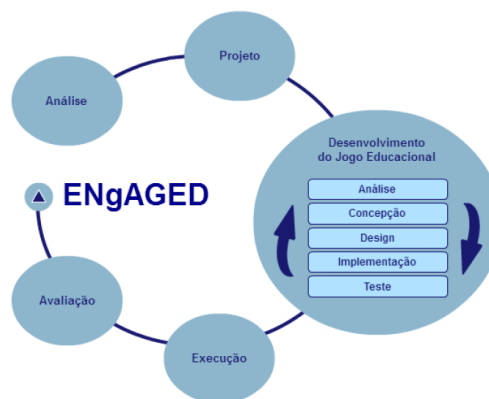 Projeto
Análise
Desenvolvimento
do Jogo Educacional
Análise
Concepção
Design
Implementação
Teste
ENgAGED
Avaliação
Execução